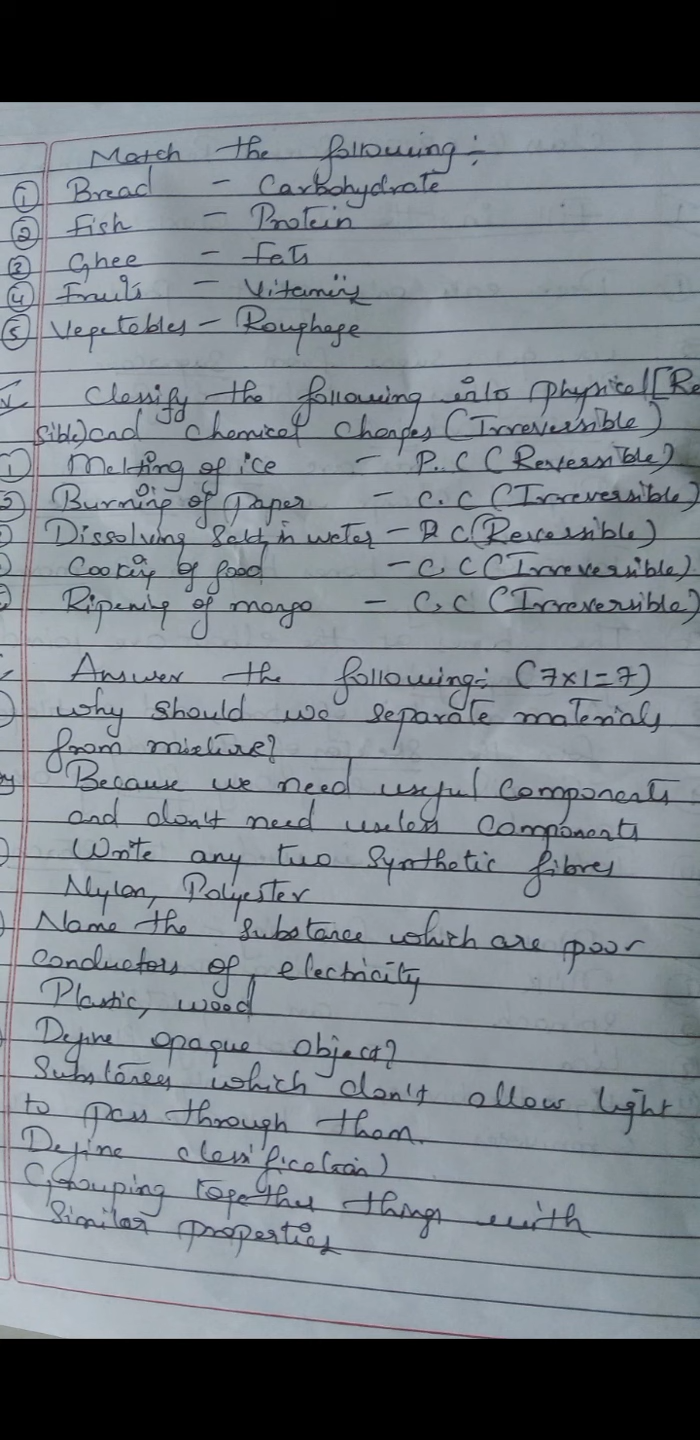 Match the following :-
① Bread - Carbohydrate
② Fish - Protein
③ Ghee - Fats
④ Fruits - Vitamins
⑤ Vegetables - Roughage
V Classify the following into physical [Re
sible) and chemical changes (Irreversible)
① Melting of ice - P. C (Reversible)
② Burning of Paper - C. C (Irreversible)
Dissolving Salt in water - P. C (Reversible)
Cooking of food - C. C (Irreversible)
Ripening of mango - C. C (Irreversible)
Answer the following :- (7x1=7)
why should we separate materials
from mixture?
Because we need useful components
and don't need useless components
Write any two synthetic fibres
Nylon, Polyester
Name the substance which are poor
conductors of electricity
Plastic, wood
Define opaque object?
Substances which don't allow light
to pass through them.
Define classification)
Grouping together things with
similar properties